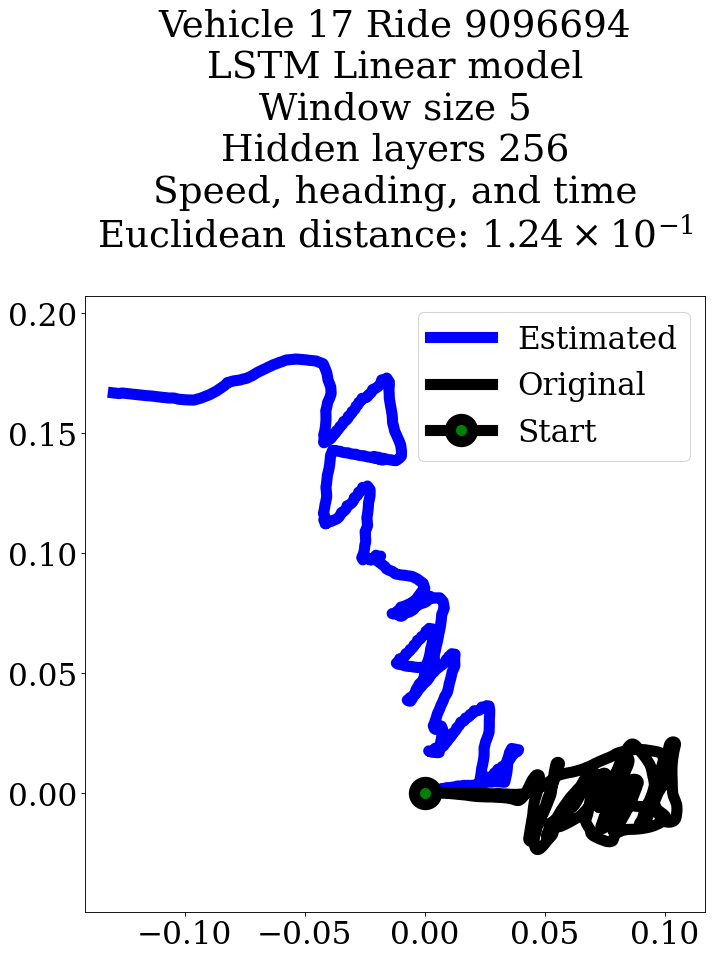 Vehicle 17 Ride 9096694
LSTM Linear model
Window size 5
Hidden layers 256
Speed, heading, and time
Euclidean distance: 1.24 × 10⁻¹
Estimated
Original
Start
0.20
0.15
0.10
0.05
0.00
−0.10
−0.05
0.00
0.05
0.10